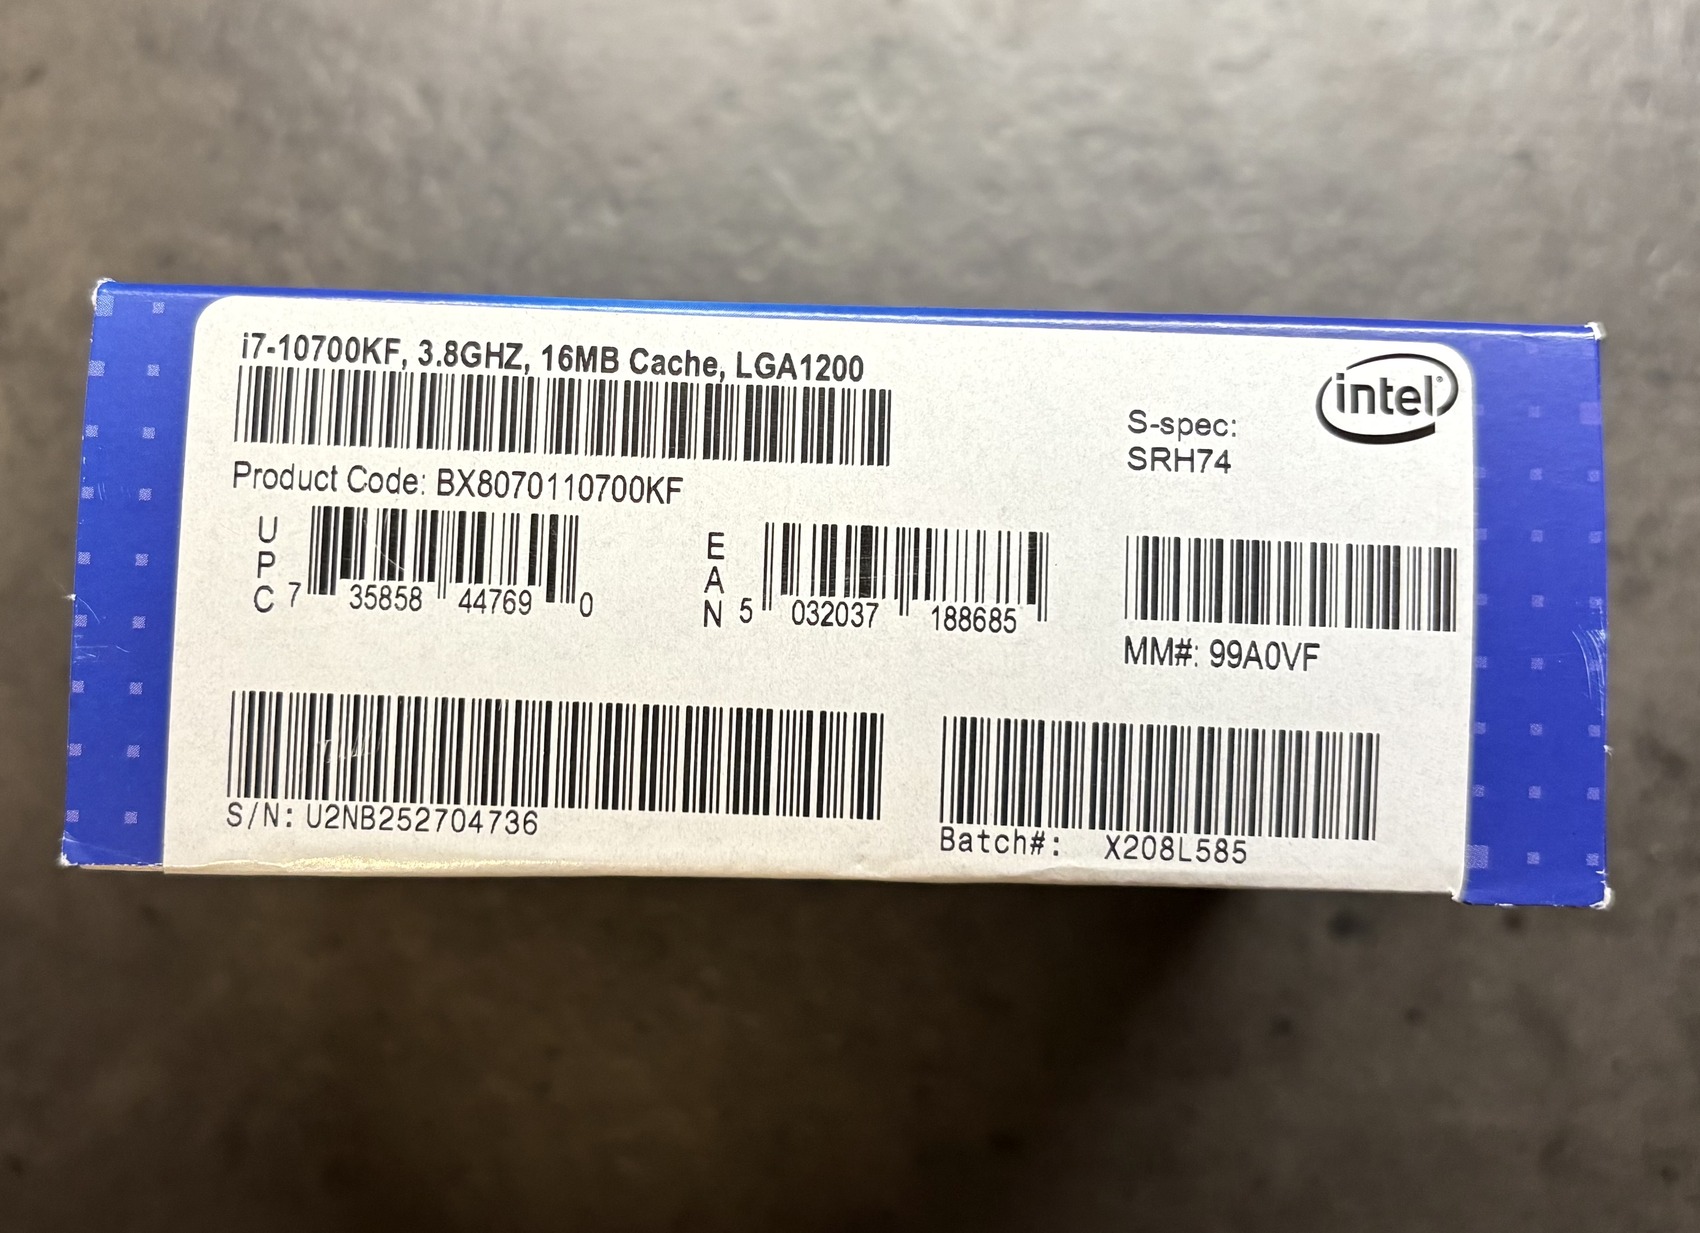 i7-10700KF, 3.8GHZ, 16MB Cache, LGA1200
intel®
S-spec:
SRH74
Product Code: BX8070110700KF
UPC 7 35858 44769 0
EAN 5 032037 188685
MM#: 99A0VF
S/N: U2NB252704736
Batch#: X208L585